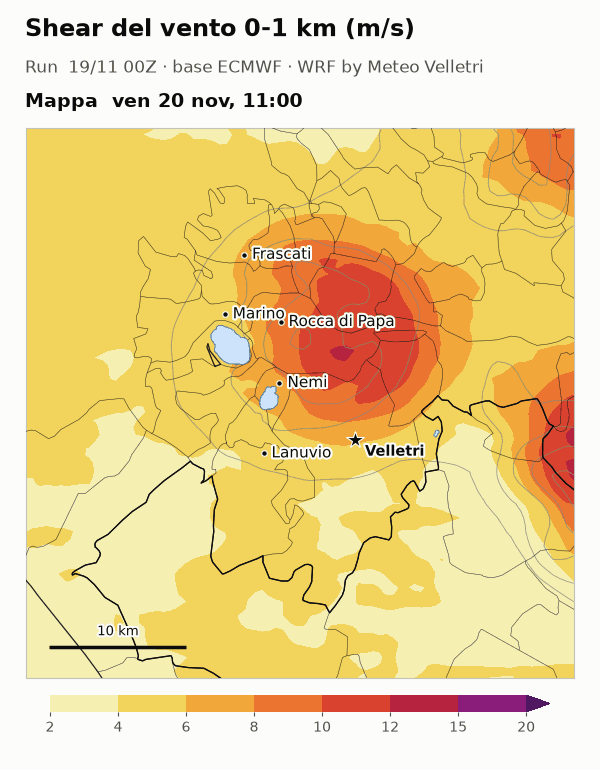 Shear del vento 0-1 km (m/s)
Run  19/11 00Z · base ECMWF · WRF by Meteo Velletri
Mappa  ven 20 nov, 11:00
Frascati
Marino
Rocca di Papa
Nemi
Velletri
Lanuvio
10 km
2 4 6 8 10 12 15 20